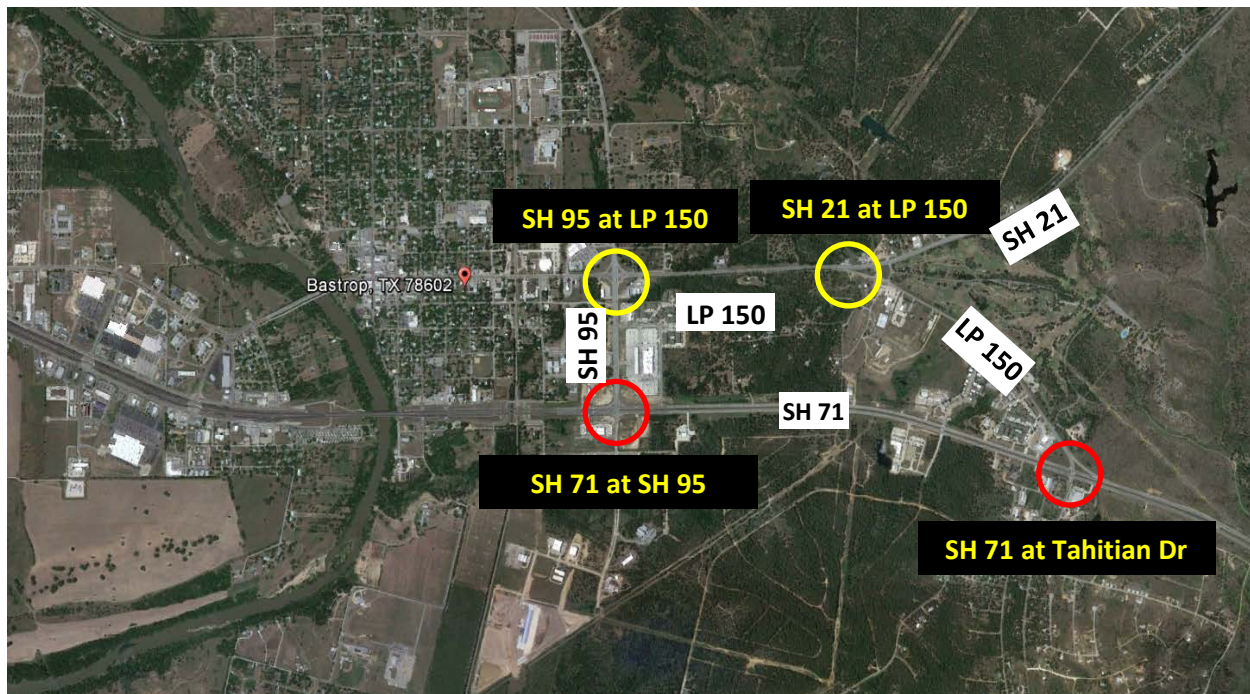 SH 95 at LP 150
SH 21 at LP 150
SH 21
Bastrop, TX 78602
LP 150
SH 95
LP 150
SH 71
SH 71 at SH 95
SH 71 at Tahitian Dr